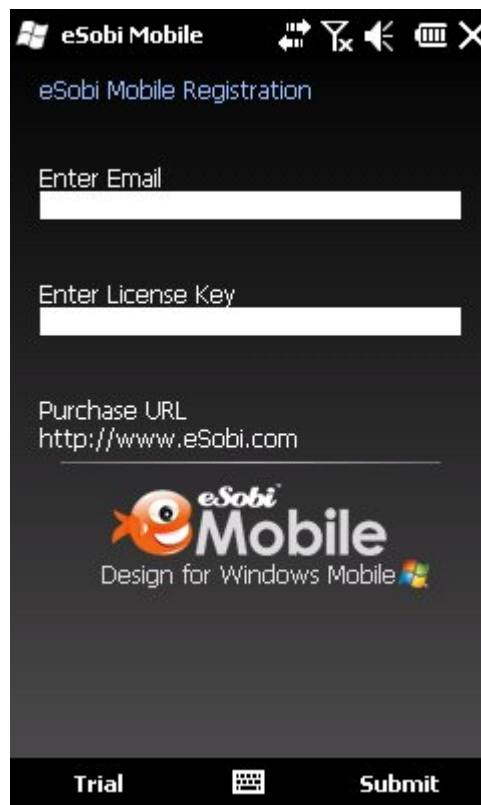 eSobi Mobile
eSobi Mobile Registration
Enter Email
Enter License Key
Purchase URL
http://www.eSobi.com
eSobi
Mobile
Design for Windows Mobile
Trial
Submit